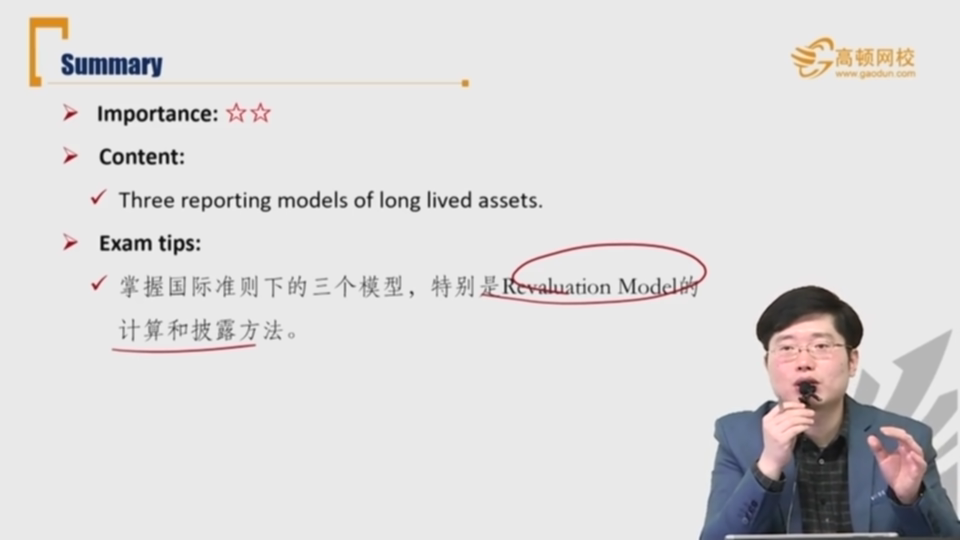 Summary
高顿网校
www.gaodun.com
Importance: ☆☆
Content:
Three reporting models of long lived assets.
Exam tips:
掌握国际准则下的三个模型，特别是Revaluation Model的
计算和披露方法。